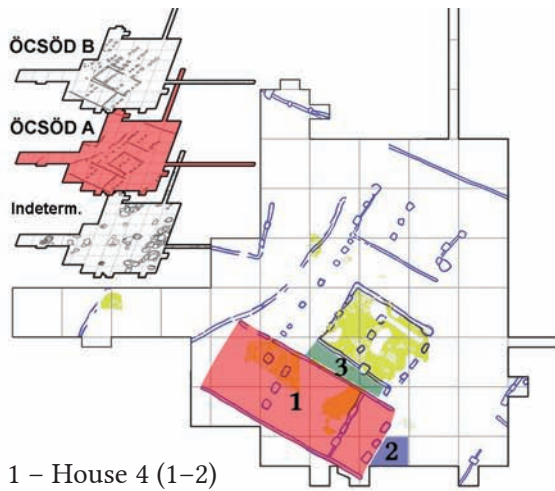 ÖCSÖD B
ÖCSÖD A
Indeterm.
3
1
2
1 – House 4 (1–2)